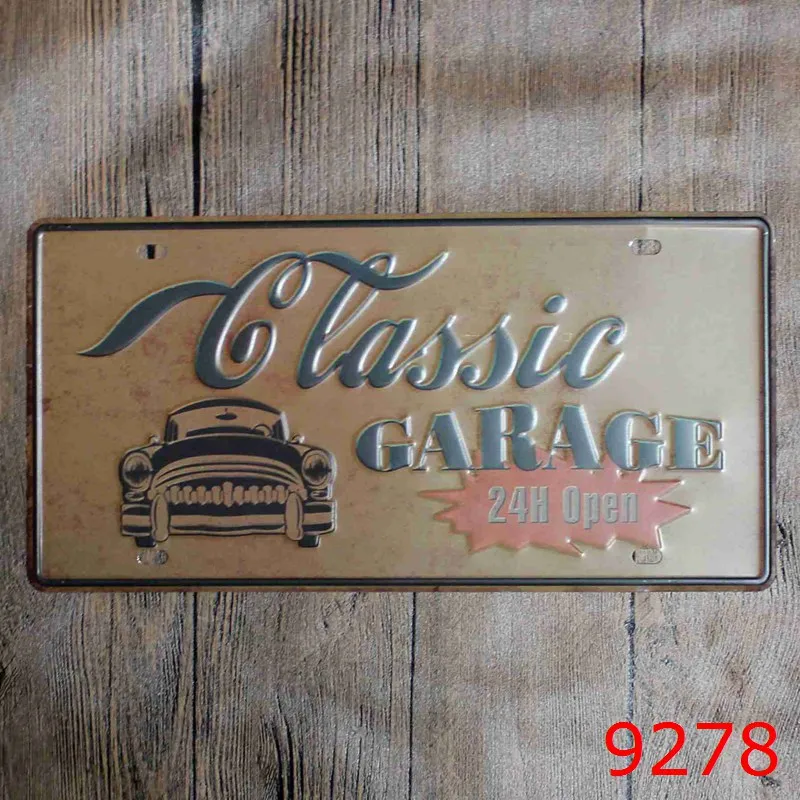 Classic
GARAGE
24H Open
9278